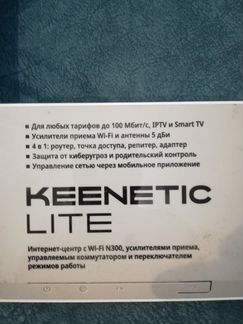 ▪ Для любых тарифов до 100 Мбит/с, IPTV и Smart TV
▪ Усилители приема Wi-Fi и антенны 5 дБи
▪ 4 в 1: роутер, точка доступа, репитер, адаптер
▪ Защита от киберугроз и родительский контроль
▪ Управление сетью через мобильное приложение
KEENETIC
LITE
Интернет-центр с Wi-Fi N300, усилителями приема,
управляемым коммутатором и переключателем
режимов работы